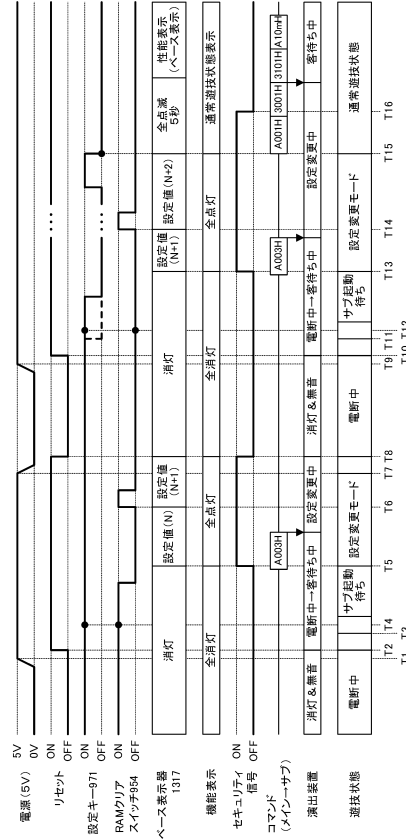 電源(5V) 5V 0V
リセット ON OFF
設定キー971 ON OFF
RAMクリア
スイッチ954 ON OFF
ベース表示器
1317
消灯 設定値(N) 設定値
(N+1) 消灯 設定値
(N+1) 設定値(N+2) 全点滅
5秒 性能表示
(ベース表示)
機能表示 全消灯 全点灯 全消灯 全点灯 通常遊技状態表示
セキュリティ
信号 ON OFF
コマンド
(メイン→サブ) A003H A003H A001H 3001H 3101H A10mH
演出装置 消灯&無音 電断中→客待ち中 設定変更中 消灯&無音 電断中→客待ち中 設定変更中 客待ち中
遊技状態 電断中 サブ起動
待ち 設定変更モード 電断中 サブ起動
待ち 設定変更モード 通常遊技状態
T1 T2 T3 T4 T5 T6 T7 T8 T9 T10 T11 T12 T13 T14 T15 T16